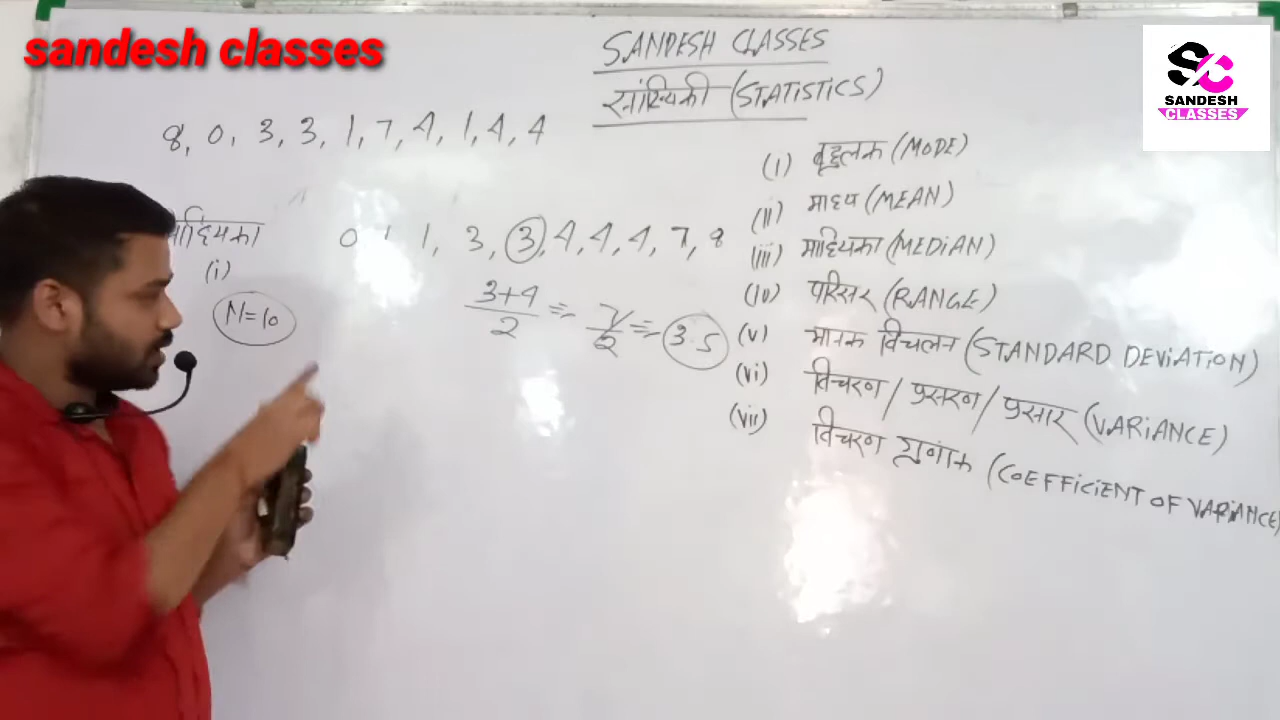 sandesh classes
SANDESH CLASSES
सांख्यिकी (STATISTICS)
SC
SANDESH
CLASSES
8, 0, 3, 3, 1, 7, 4, 1, 4, 4
माध्यिका
(i)
N=10
0 1 1, 3, 3, 4, 4, 4, 7, 8
3+4/2 = 7/2 = 3.5
(i) बहुलक (MODE)
(ii) माध्य (MEAN)
(iii) माध्यिका (MEDiAN)
(iv) परिसर (RANGE)
(v) मानक विचलन (STANDARD DEViATiON)
(vi) विचरण / प्रसरण / प्रसार (VARiANCE)
(vii) विचरण गुणांक (COEFFiCiENT OF VARiANCE)